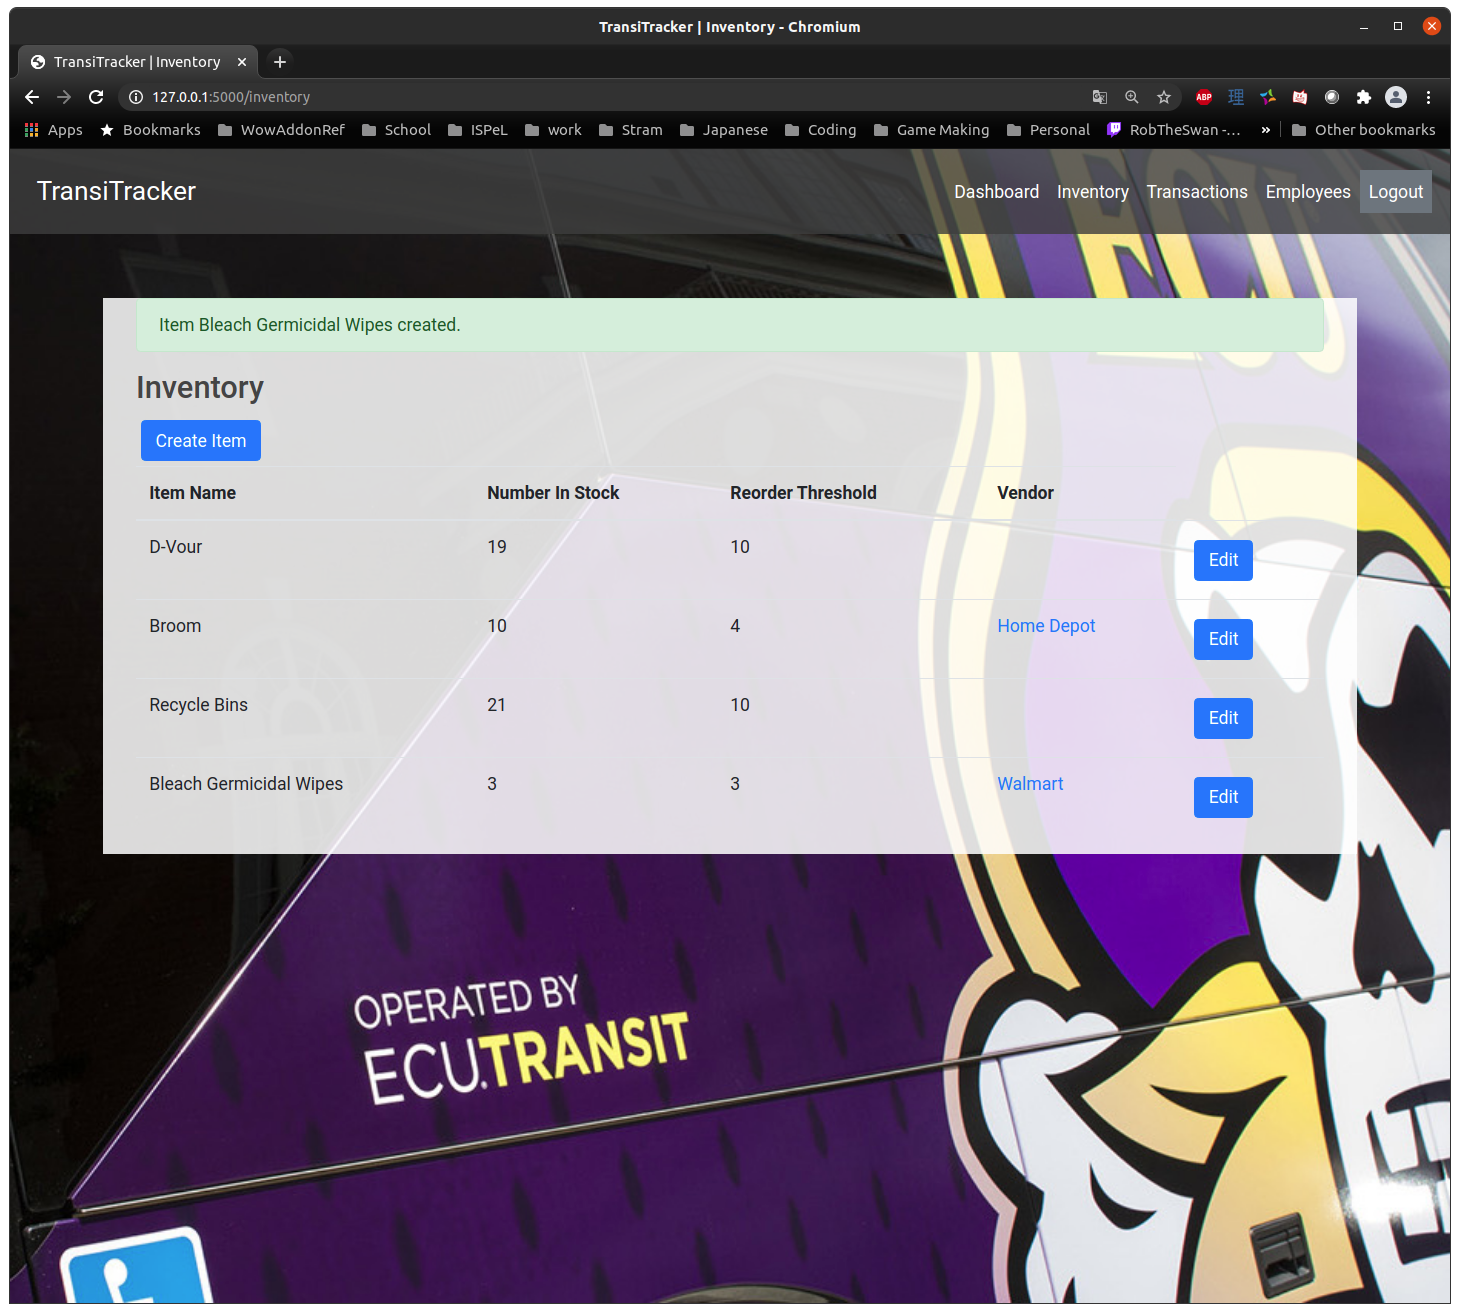 TransiTracker | Inventory - Chromium
TransiTracker | Inventory
127.0.0.1:5000/inventory
ABP 理
Apps Bookmarks WowAddonRef School ISPeL work Stram Japanese Coding Game Making Personal RobTheSwan -... » Other bookmarks
TransiTracker Dashboard Inventory Transactions Employees Logout
ECU
Item Bleach Germicidal Wipes created.
Inventory
Create Item
Item Name Number In Stock Reorder Threshold Vendor
D-Vour 19 10 Edit
Broom 10 4 Home Depot Edit
Recycle Bins 21 10 Edit
Bleach Germicidal Wipes 3 3 Walmart Edit
OPERATED BY
ECU.TRANSIT